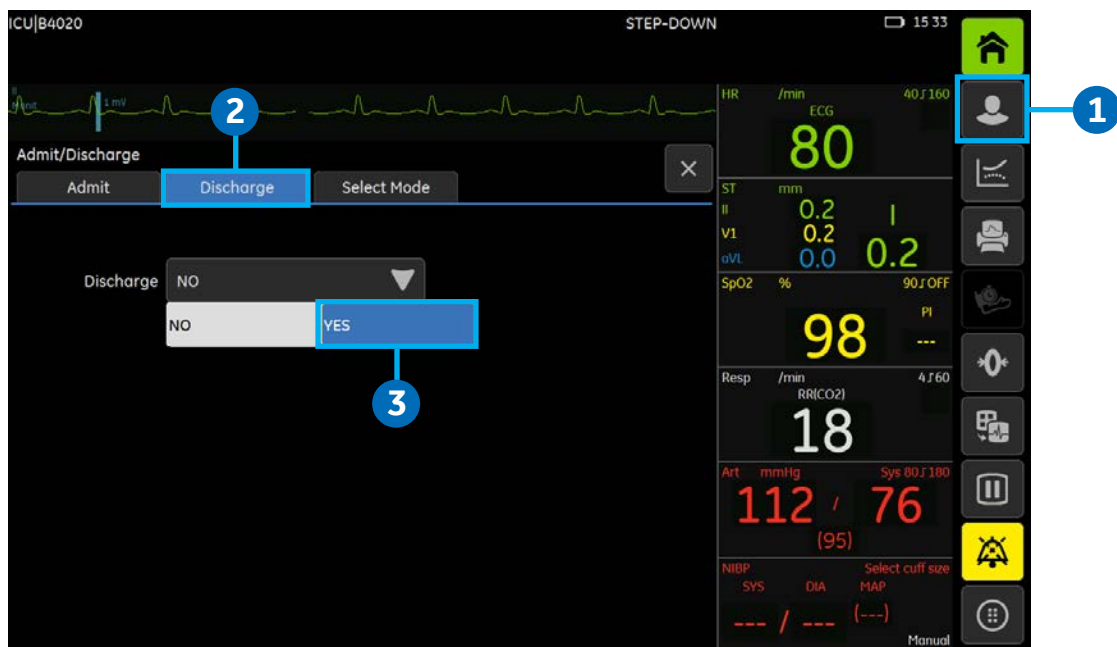 ICU|B4020 STEP-DOWN 15 33
II
1 mV
2
Admit/Discharge
Admit Discharge Select Mode
Discharge NO
NO YES
3
HR /min 40 160
ECG
80
ST mm
II 0.2 I
V1 0.2 0.2
aVL 0.0
SpO2 % 90 OFF
PI
98 ---
Resp /min 4 60
RR(CO2)
18
Art mmHg Sys 80 180
112 / 76
(95)
NIBP Select cuff size
SYS DIA MAP
--- / --- (---)
Manual
1
0